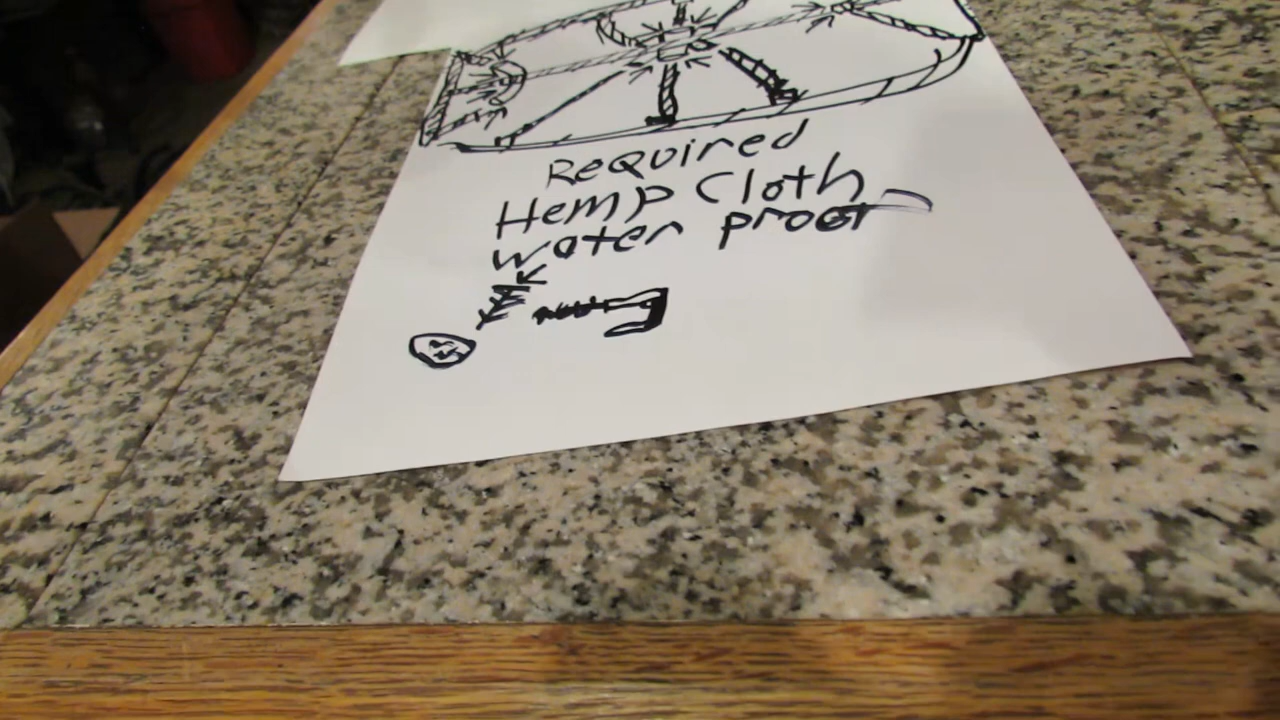 Required
Hemp Cloth
water proof